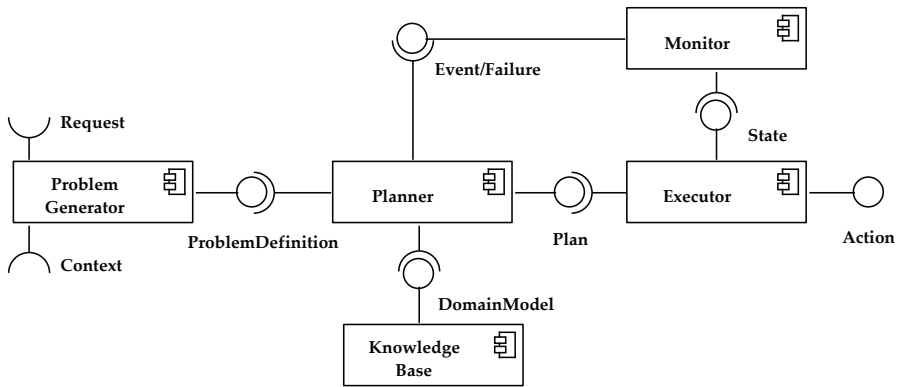 Monitor
Event/Failure
Request
State
Problem
Generator
Planner
Executor
ProblemDefinition
Plan
Action
Context
DomainModel
Knowledge
Base